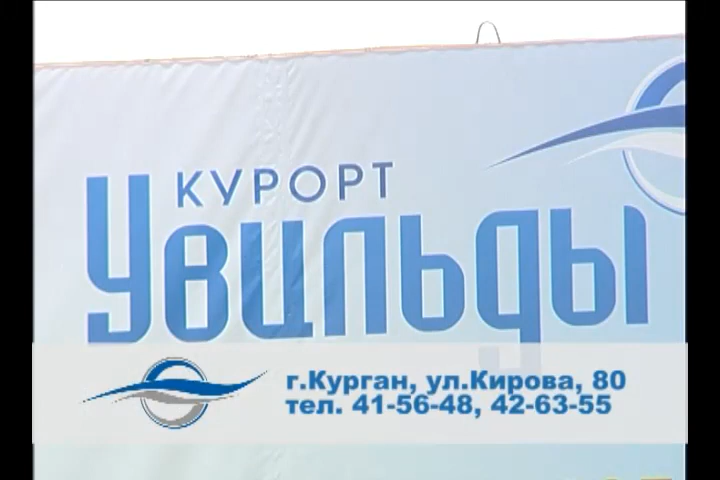 КУРОРТ
Увильды
г.Курган, ул.Кирова, 80
тел. 41-56-48, 42-63-55